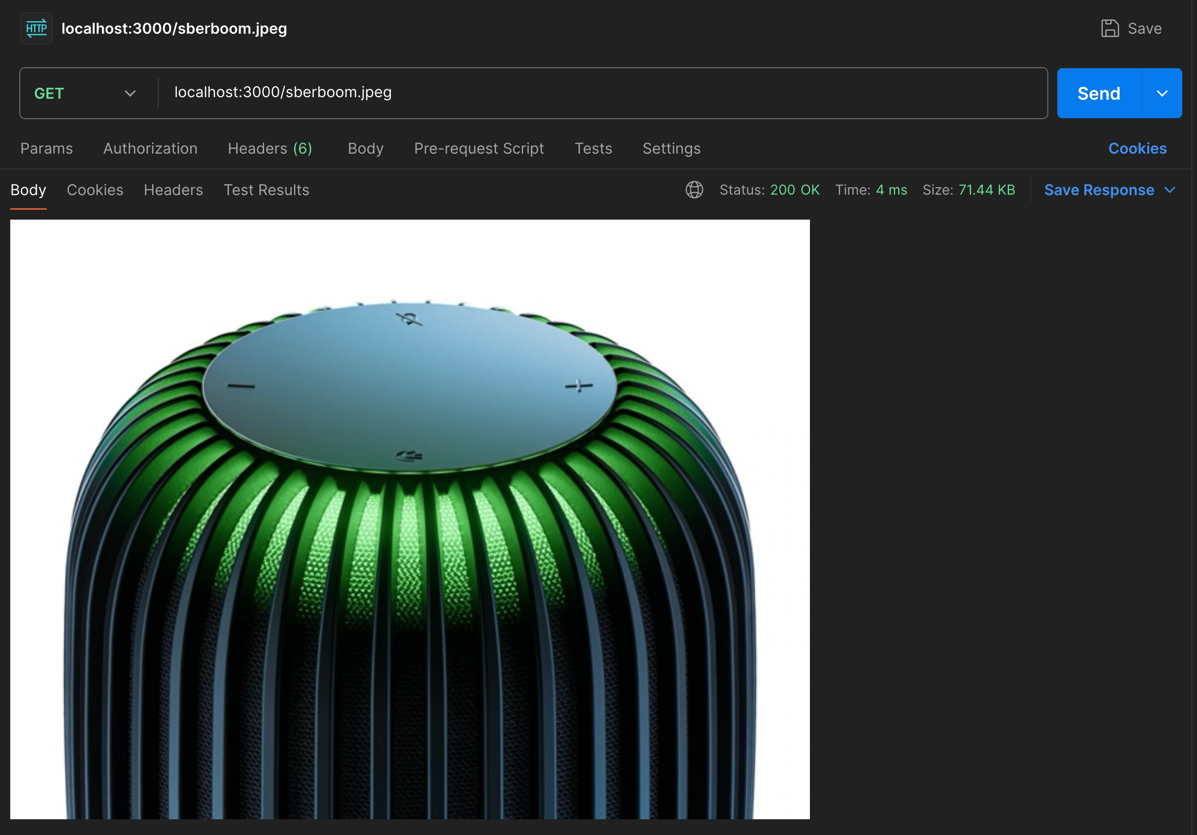 HTTP localhost:3000/sberboom.jpeg Save
GET localhost:3000/sberboom.jpeg Send
Params Authorization Headers (6) Body Pre-request Script Tests Settings Cookies
Body Cookies Headers Test Results Status: 200 OK Time: 4 ms Size: 71.44 KB Save Response